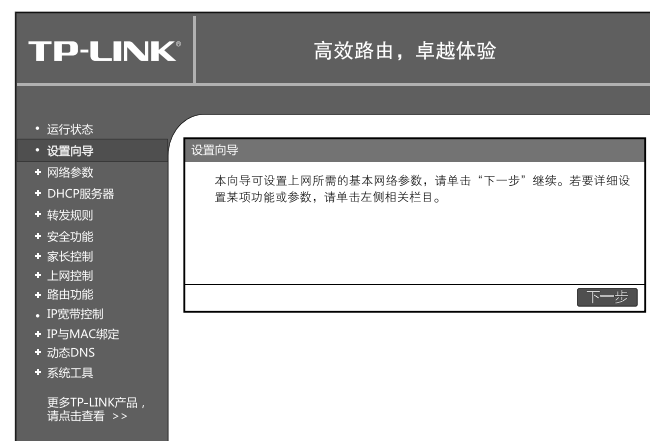 TP-LINK®
高效路由，卓越体验
• 运行状态
• 设置向导
+ 网络参数
+ DHCP服务器
+ 转发规则
+ 安全功能
+ 家长控制
+ 上网控制
+ 路由功能
• IP宽带控制
+ IP与MAC绑定
+ 动态DNS
+ 系统工具
更多TP-LINK产品，
请点击查看 >>
设置向导
本向导可设置上网所需的基本网络参数，请单击“下一步”继续。若要详细设
置某项功能或参数，请单击左侧相关栏目。
下一步